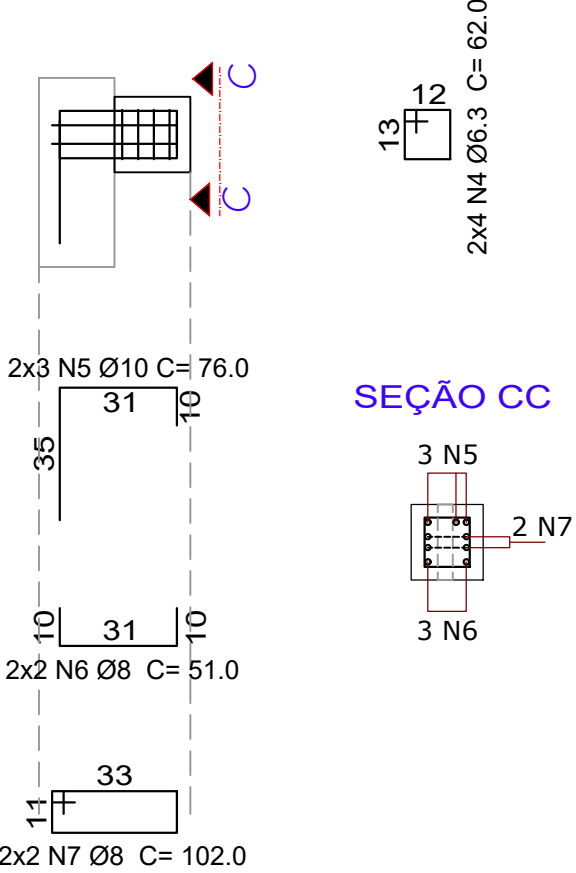 C
C
12
13
2x4 N4 Ø6.3 C= 62.0
2x3 N5 Ø10 C= 76.0
31
10
35
10
31
10
2x2 N6 Ø8 C= 51.0
33
11
2x2 N7 Ø8 C= 102.0
SEÇÃO CC
3 N5
2 N7
3 N6